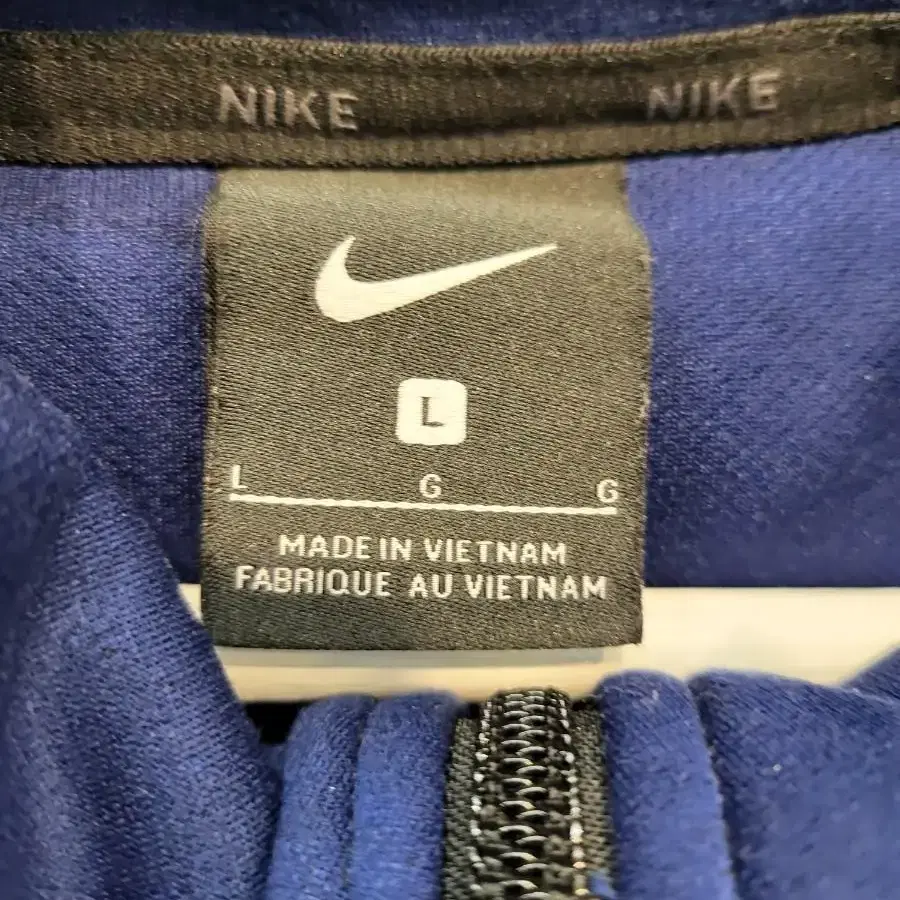 NIKE NIKE
L
L G G
MADE IN VIETNAM
FABRIQUE AU VIETNAM